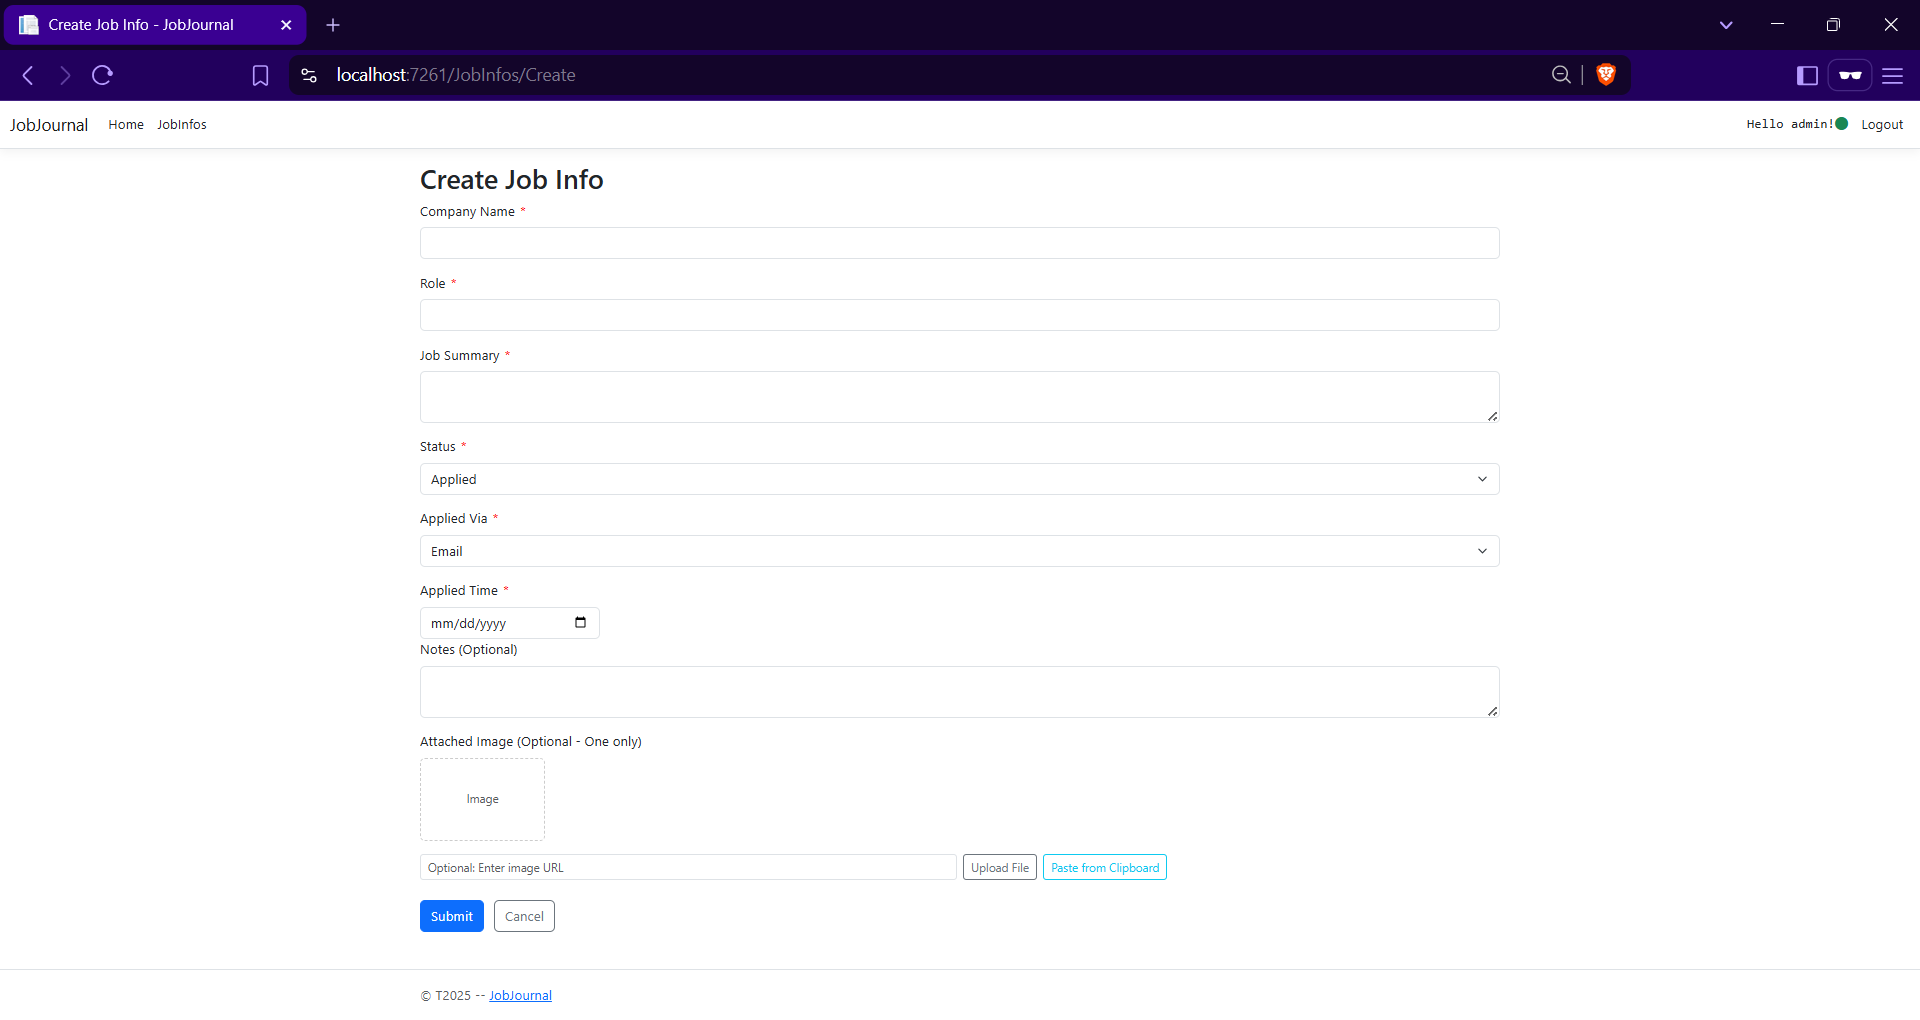 Create Job Info - JobJournal
localhost:7261/JobInfos/Create
JobJournal Home JobInfos Hello admin! Logout
Create Job Info
Company Name *
Role *
Job Summary *
Status *
Applied
Applied Via *
Email
Applied Time *
mm/dd/yyyy
Notes (Optional)
Attached Image (Optional - One only)
Image
Optional: Enter image URL Upload File Paste from Clipboard
Submit Cancel
© T2025 -- JobJournal